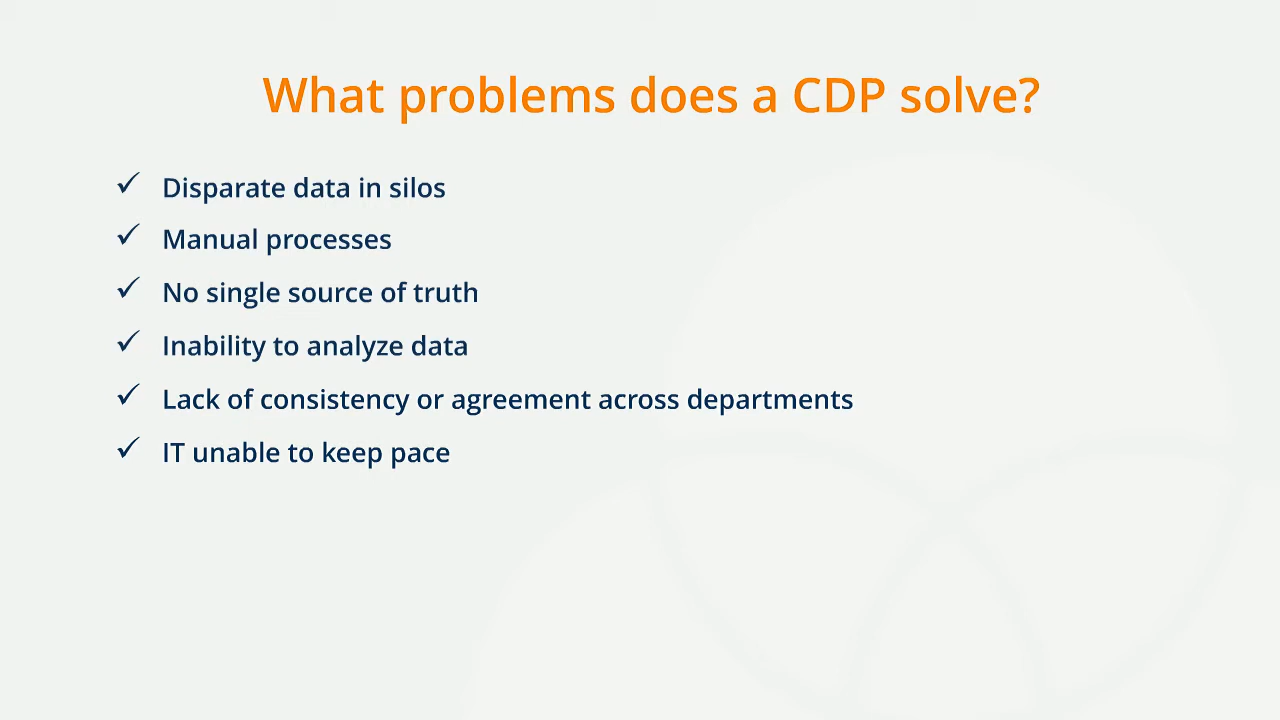 What problems does a CDP solve?
✓ Disparate data in silos
✓ Manual processes
✓ No single source of truth
✓ Inability to analyze data
✓ Lack of consistency or agreement across departments
✓ IT unable to keep pace